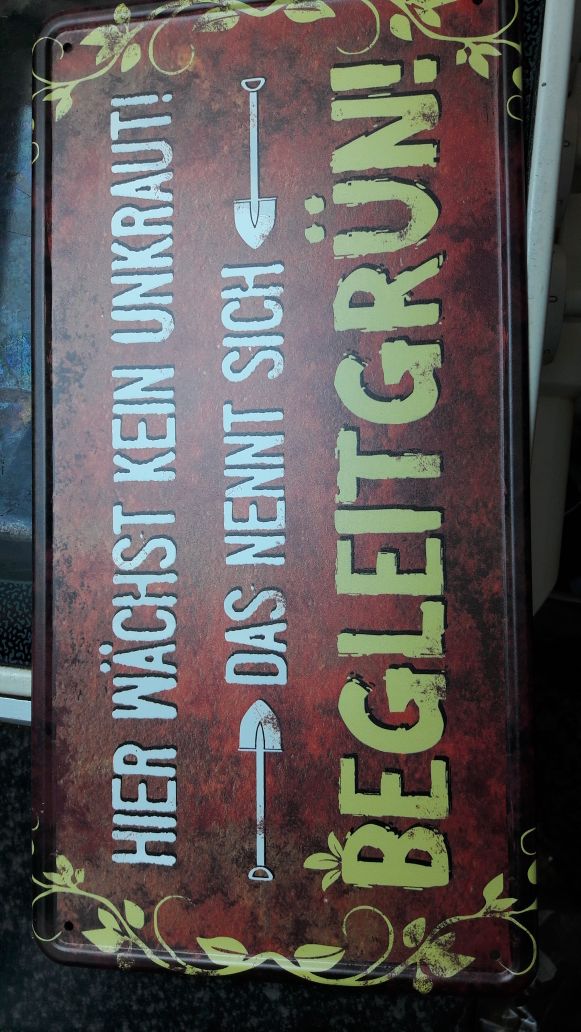 HIER WÄCHST KEIN UNKRAUT!
DAS NENNT SICH
BEGLEITGRÜN!